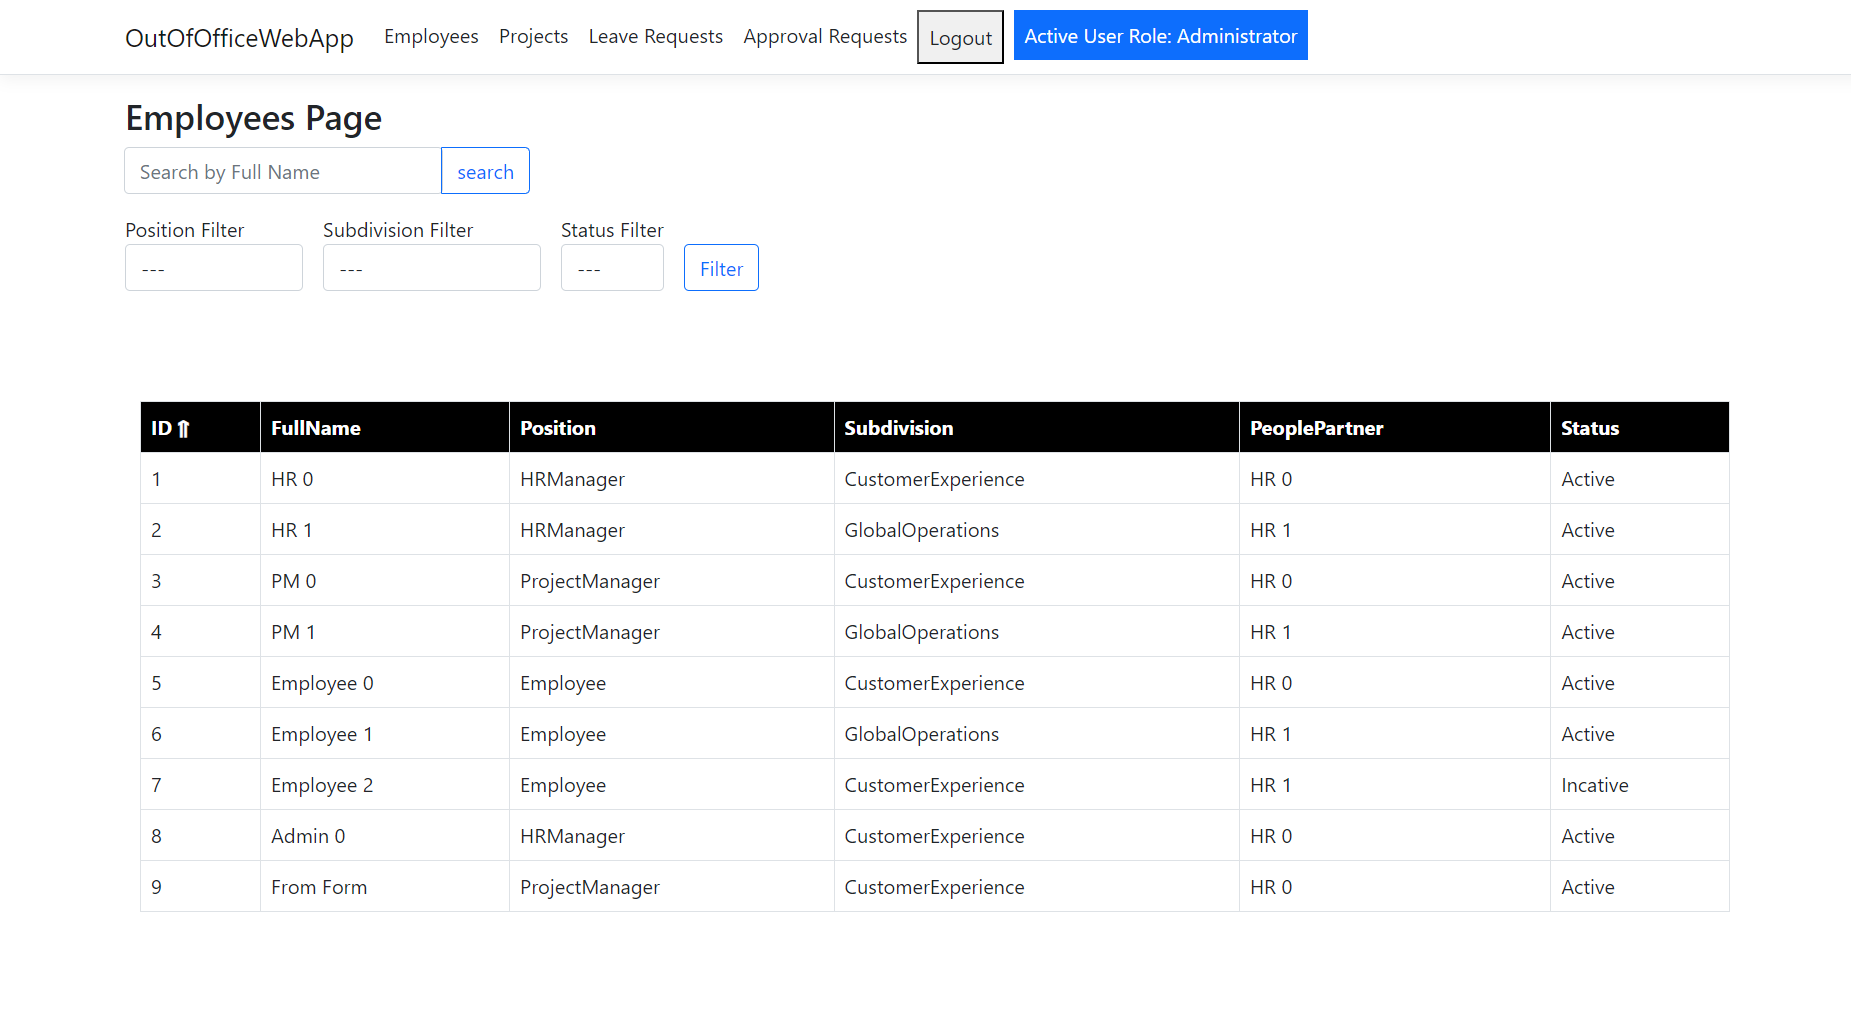 OutOfOfficeWebApp Employees Projects Leave Requests Approval Requests Logout Active User Role: Administrator
Employees Page
Search by Full Name search
Position Filter Subdivision Filter Status Filter
--- --- --- Filter
ID⇑ FullName Position Subdivision PeoplePartner Status
1 HR 0 HRManager CustomerExperience HR 0 Active
2 HR 1 HRManager GlobalOperations HR 1 Active
3 PM 0 ProjectManager CustomerExperience HR 0 Active
4 PM 1 ProjectManager GlobalOperations HR 1 Active
5 Employee 0 Employee CustomerExperience HR 0 Active
6 Employee 1 Employee GlobalOperations HR 1 Active
7 Employee 2 Employee CustomerExperience HR 1 Incative
8 Admin 0 HRManager CustomerExperience HR 0 Active
9 From Form ProjectManager CustomerExperience HR 0 Active